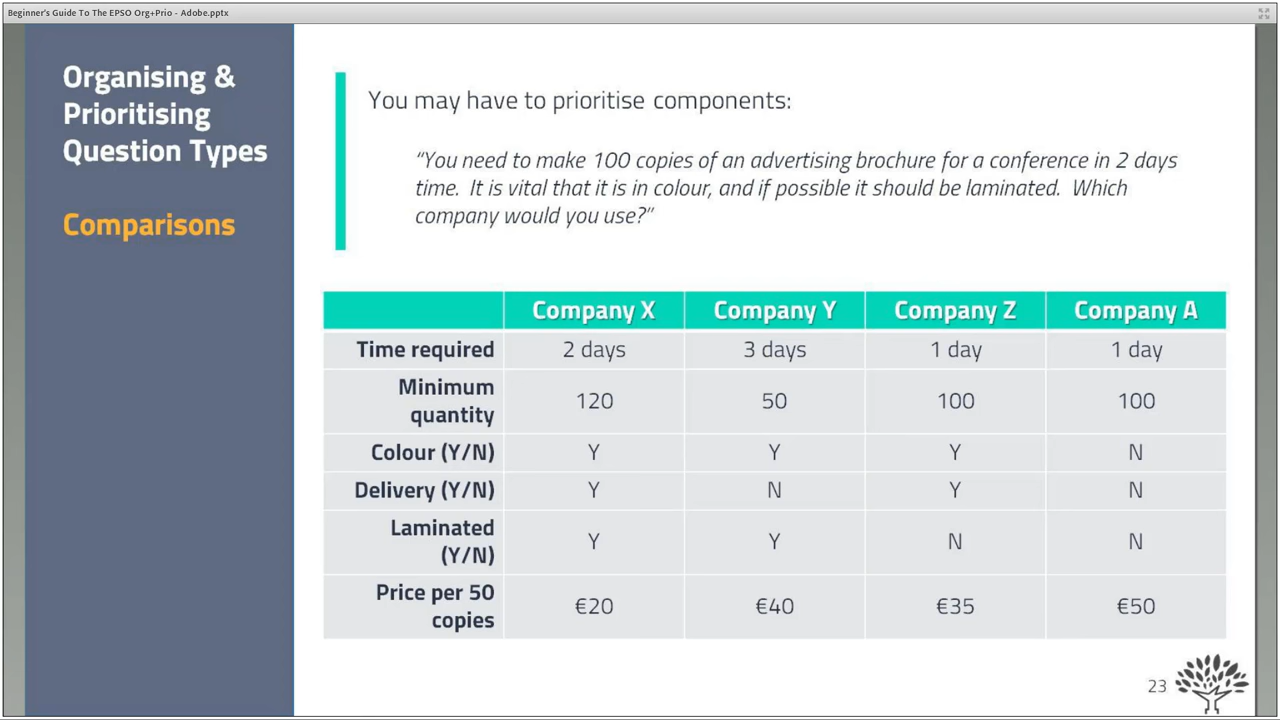 Beginner's Guide To The EPSO Org+Prio - Adobe.pptx
Organising &
Prioritising
Question Types
Comparisons
You may have to prioritise components:
“You need to make 100 copies of an advertising brochure for a conference in 2 days
time.  It is vital that it is in colour, and if possible it should be laminated.  Which
company would you use?”
Company X Company Y Company Z Company A
Time required 2 days 3 days 1 day 1 day
Minimum
quantity 120 50 100 100
Colour (Y/N) Y Y Y N
Delivery (Y/N) Y N Y N
Laminated
(Y/N) Y Y N N
Price per 50
copies €20 €40 €35 €50
23